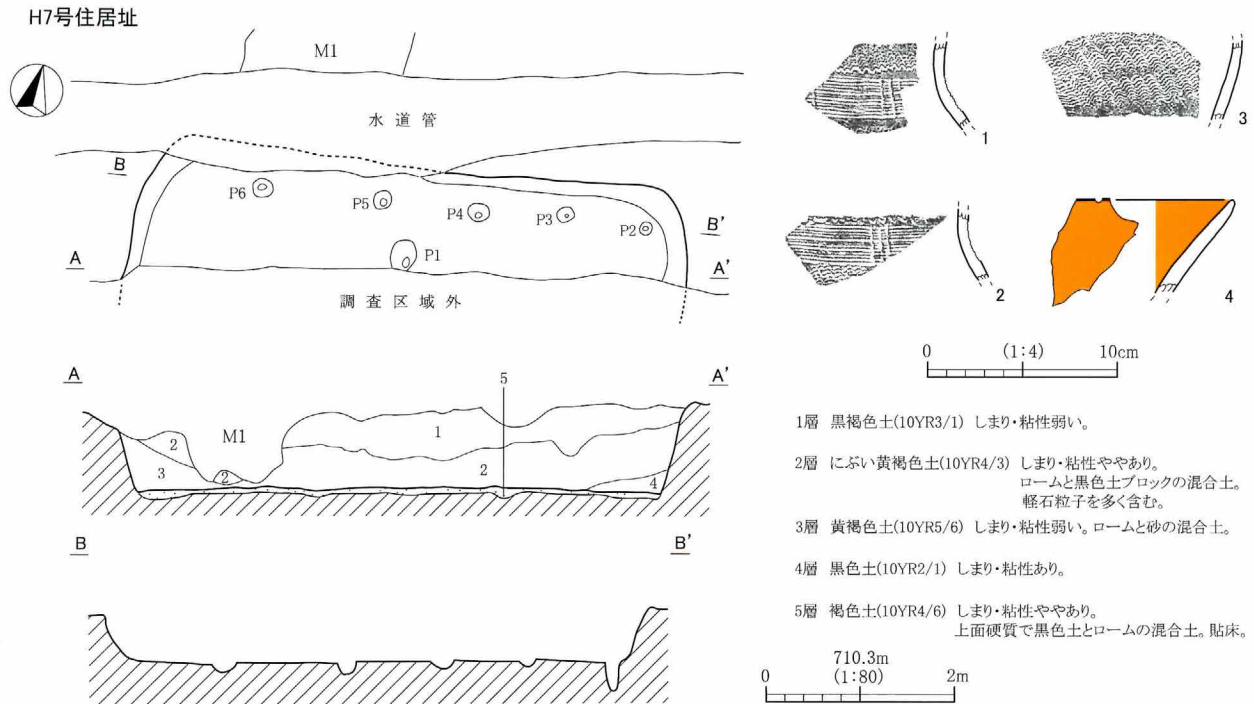 H7号住居址
M1
水道管
B
P6
P5
P4
P3
P2
B'
P1
A
A'
調査区域外
1
3
2
4
0 (1:4) 10cm
A
5
A'
2
M1
1
3
2
2
4
B
B'
1層 黒褐色土(10YR3/1) しまり・粘性弱い。
2層 にぶい黄褐色土(10YR4/3) しまり・粘性ややあり。
ロームと黒色土ブロックの混合土。
軽石粒子を多く含む。
3層 黄褐色土(10YR5/6) しまり・粘性弱い。ロームと砂の混合土。
4層 黒色土(10YR2/1) しまり・粘性あり。
5層 褐色土(10YR4/6) しまり・粘性ややあり。
上面硬質で黒色土とロームの混合土。貼床。
710.3m
0 (1:80) 2m